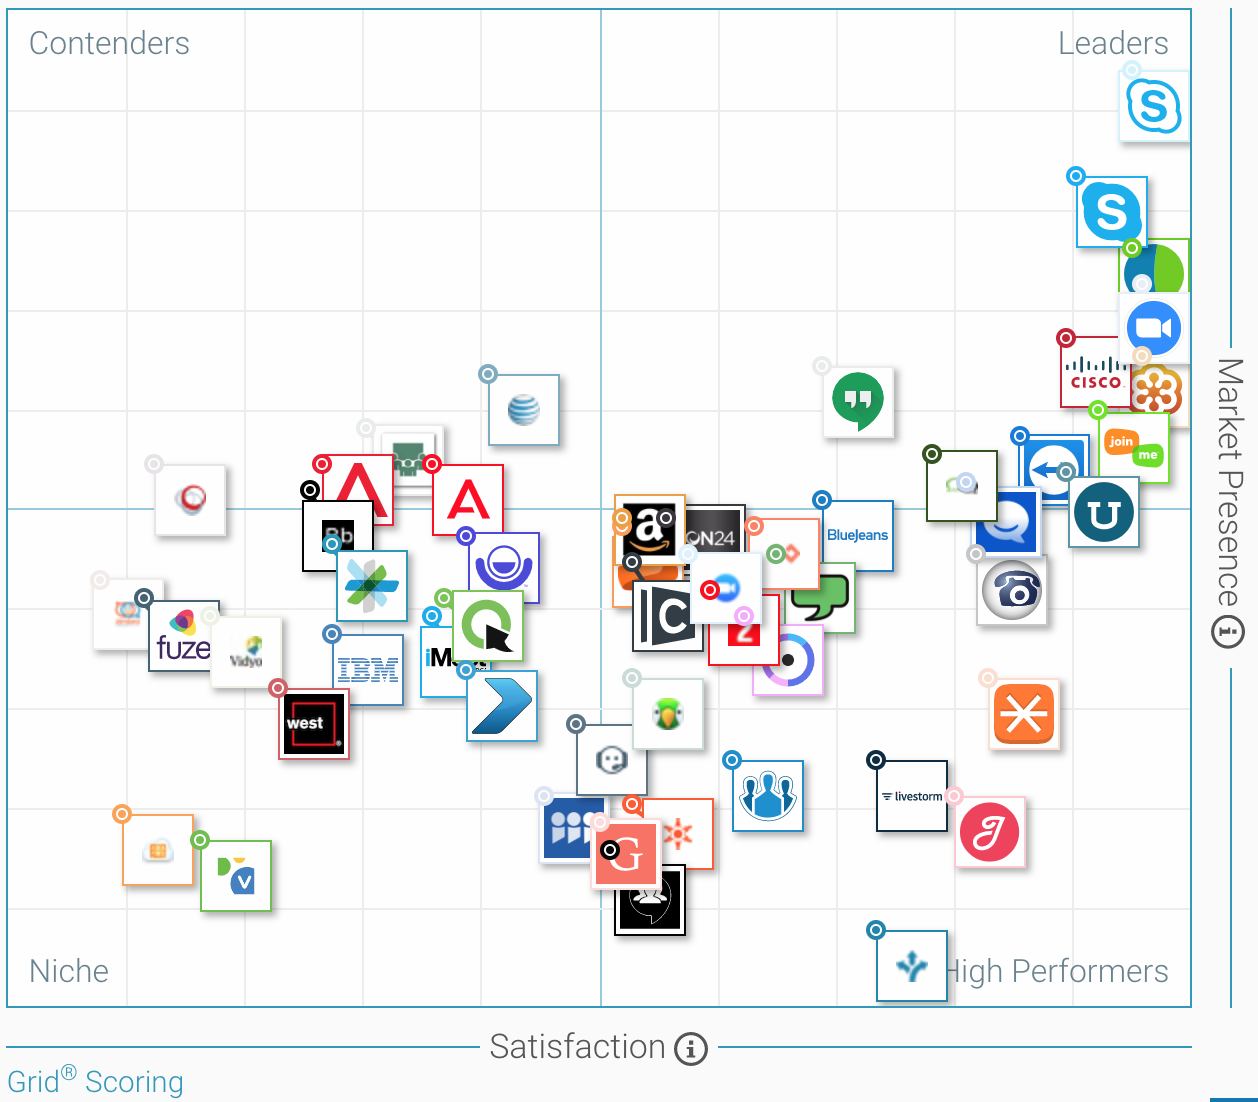 Contenders
Leaders
S
S
CISCO
join
me
Bb
a
ON24
BlueJeans
U
C
fuze
Vidyo
IBM
west
livestorm
J
G
V
Niche
High Performers
Market Presence
Satisfaction
Grid® Scoring